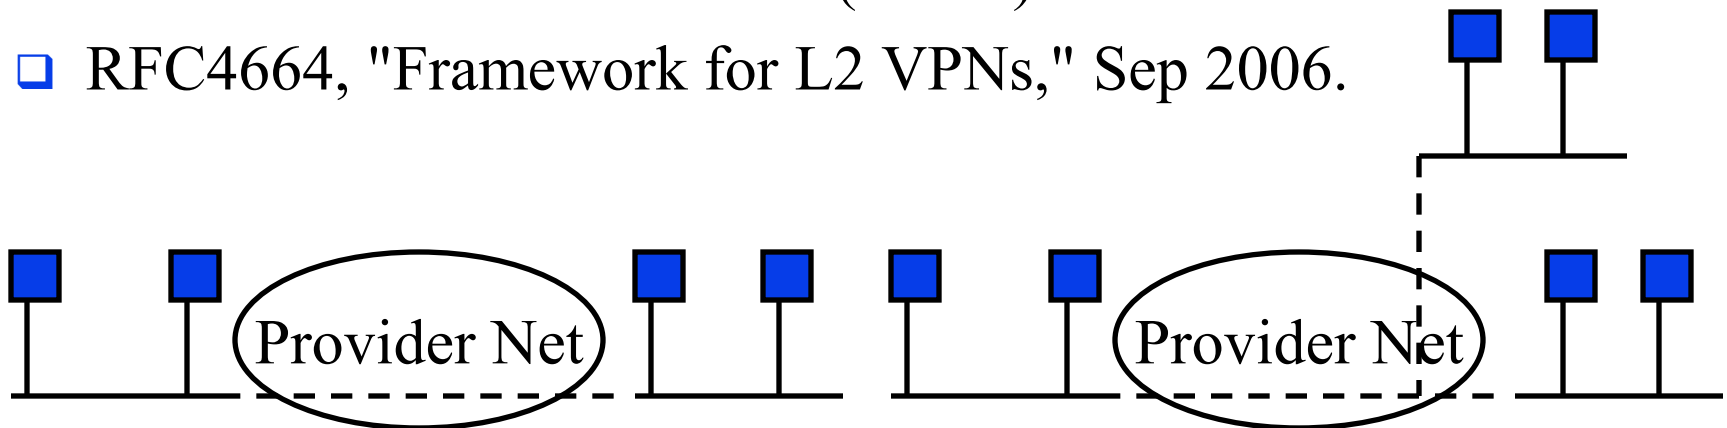 RFC4664, "Framework for L2 VPNs," Sep 2006.
Provider Net
Provider Net